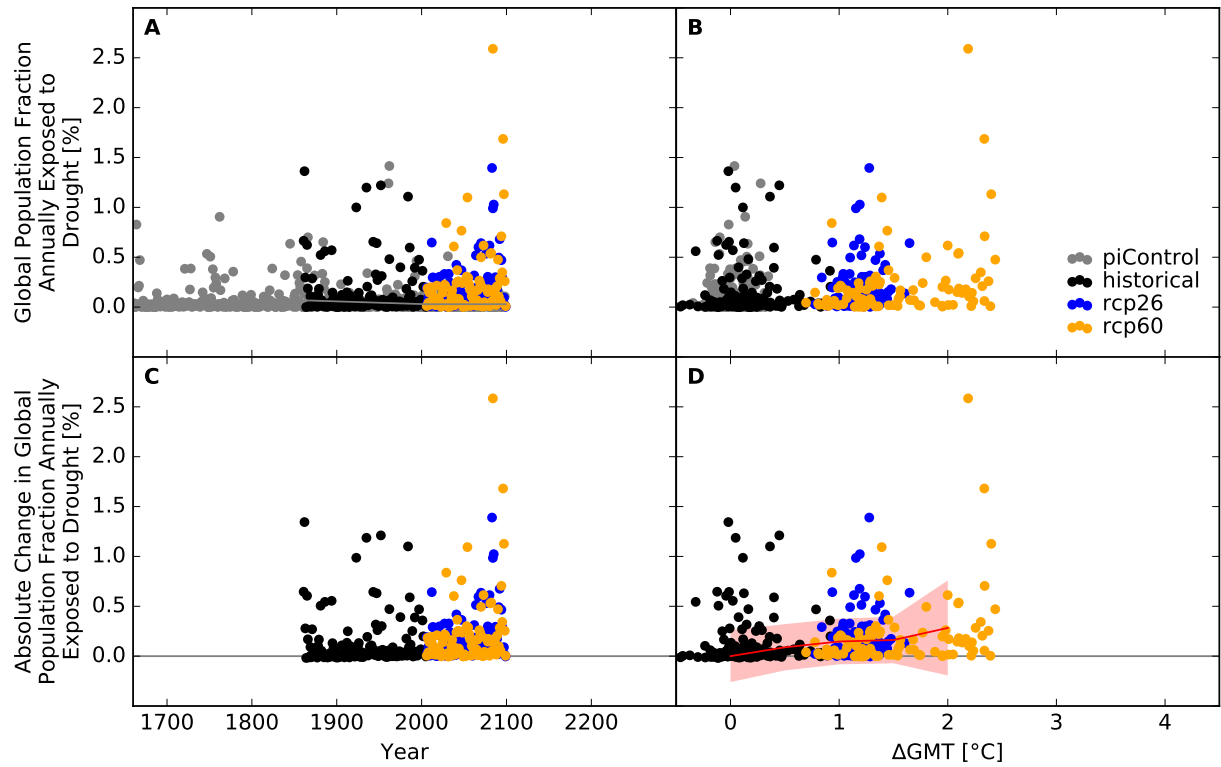 A
B
Global Population Fraction
Annually Exposed to
Drought [%]
2.5
2.0
1.5
1.0
0.5
0.0
piControl
historical
rcp26
rcp60
C
D
Absolute Change in Global
Population Fraction Annually
Exposed to Drought [%]
2.5
2.0
1.5
1.0
0.5
0.0
1700 1800 1900 2000 2100 2200
0 1 2 3 4
Year
ΔGMT [°C]